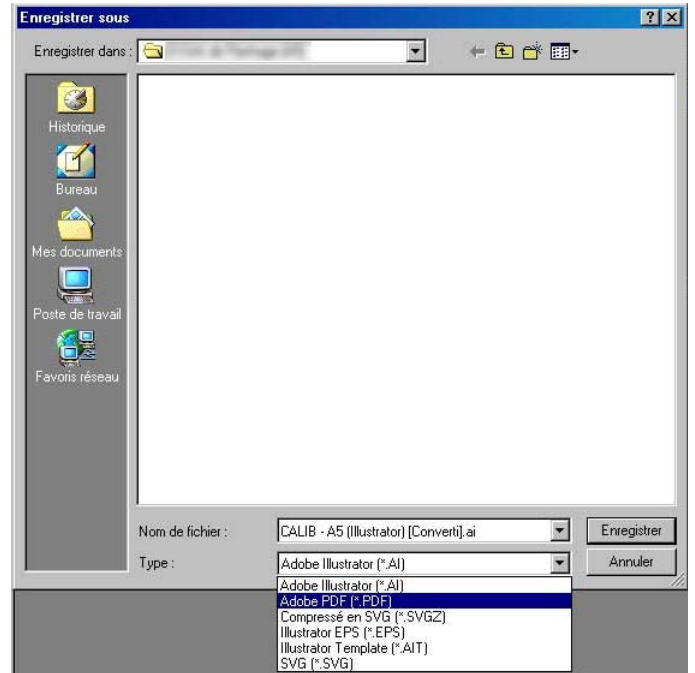 Enregistrer sous
Enregistrer dans :
Historique
Bureau
Mes documents
Poste de travail
Favoris réseau
Nom de fichier : CALIB - A5 (Illustrator) [Converti].ai Enregistrer
Type : Adobe Illustrator (*.AI) Annuler
Adobe Illustrator (*.AI)
Adobe PDF (*.PDF)
Compressé en SVG (*.SVGZ)
Illustrator EPS (*.EPS)
Illustrator Template (*.AIT)
SVG (*.SVG)